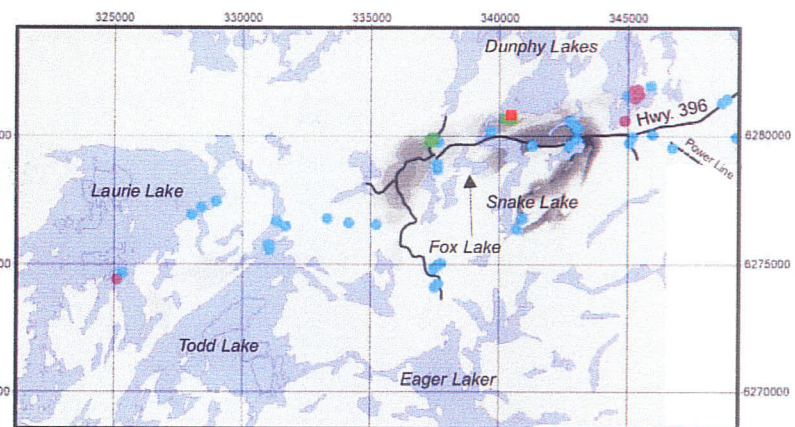 325000 330000 335000 340000 345000
Dunphy Lakes
Hwy. 396
6280000
Power Line
Laurie Lake
Snake Lake
Fox Lake
6275000
Todd Lake
Eager Laker
6270000